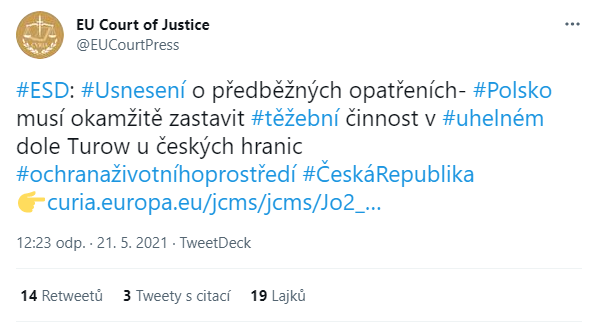 EU Court of Justice
@EUCourtPress
#ESD: #Usnesení o předběžných opatřeních- #Polsko
musí okamžitě zastavit #těžební činnost v #uhelném
dole Turow u českých hranic
#ochranaživotníhoprostředí #ČeskáRepublika
👉curia.europa.eu/jcms/jcms/Jo2_...
12:23 odp. · 21. 5. 2021 · TweetDeck
14 Retweetů 3 Tweety s citací 19 Lajků